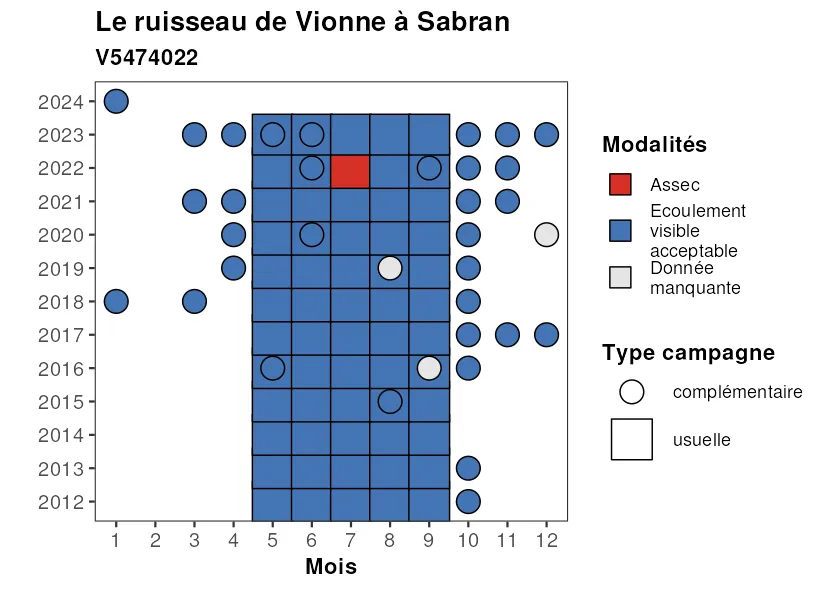 Le ruisseau de Vionne à Sabran
V5474022
2024
2023
2022
2021
2020
2019
2018
2017
2016
2015
2014
2013
2012
1 2 3 4 5 6 7 8 9 10 11 12
Mois
Modalités
Assec
Ecoulement
visible
acceptable
Donnée
manquante
Type campagne
complémentaire
usuelle